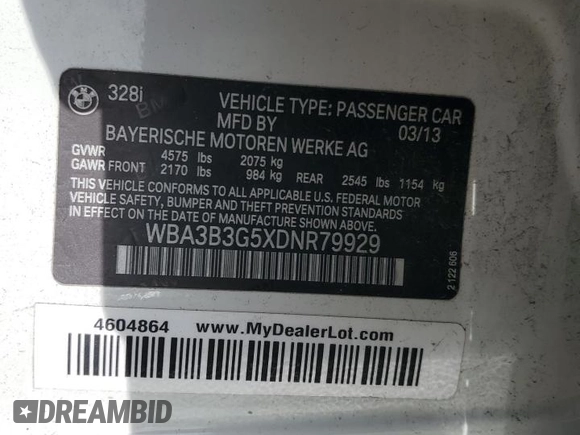 328i
VEHICLE TYPE: PASSENGER CAR
MFD BY 03/13
BAYERISCHE MOTOREN WERKE AG
GVWR 4575 lbs 2075 kg
GAWR FRONT 2170 lbs 984 kg REAR 2545 lbs 1154 kg
THIS VEHICLE CONFORMS TO ALL APPLICABLE U.S. FEDERAL MOTOR
VEHICLE SAFETY, BUMPER AND THEFT PREVENTION STANDARDS
IN EFFECT ON THE DATE OF MANUFACTURE SHOWN ABOVE.
WBA3B3G5XDNR79929
2 122 606
4604864 www.MyDealerLot.com
DREAMBID